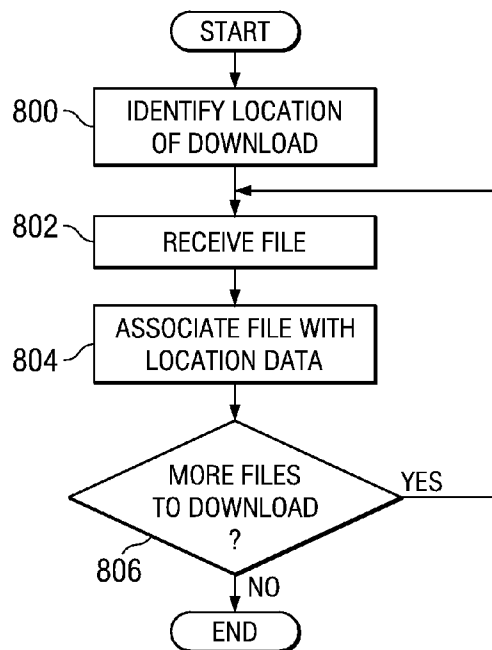 START
800
IDENTIFY LOCATION
OF DOWNLOAD
802
RECEIVE FILE
804
ASSOCIATE FILE WITH
LOCATION DATA
MORE FILES
TO DOWNLOAD
?
YES
806
NO
END